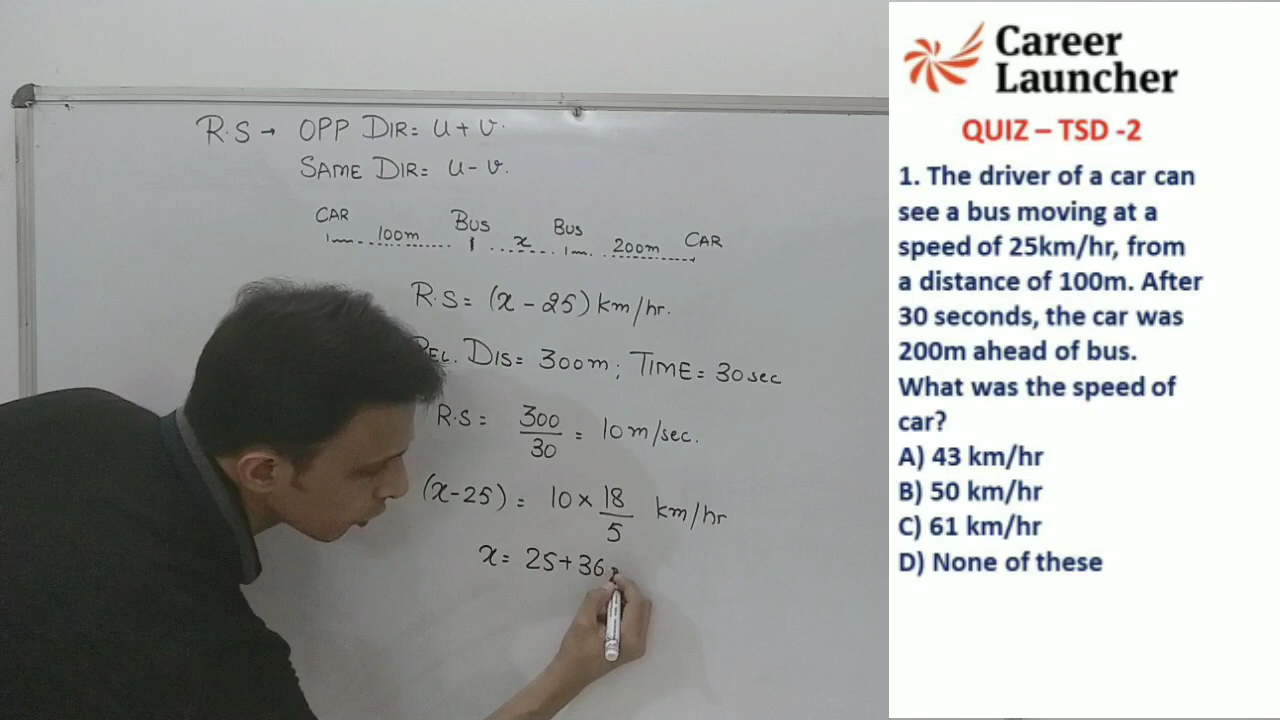 R.S → OPP DIR = u + v.
SAME DIR = u - v.
CAR 100m BUS x BUS 200m CAR
R.S = (x - 25) km/hr.
EL. DIS = 300m ; TIME = 30 sec
R.S = 300/30 = 10 m/sec.
(x-25) = 10 × 18/5 km/hr
x = 25+36
Career
Launcher
QUIZ – TSD -2
1. The driver of a car can
see a bus moving at a
speed of 25km/hr, from
a distance of 100m. After
30 seconds, the car was
200m ahead of bus.
What was the speed of
car?
A) 43 km/hr
B) 50 km/hr
C) 61 km/hr
D) None of these